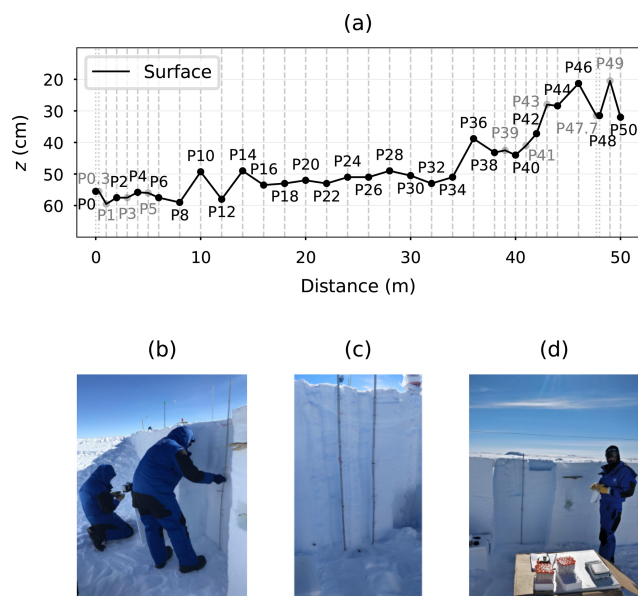 (a)
Surface
z (cm)
20
30
40
50
60
P0
P0.3
P1
P2
P3
P4
P5
P6
P8
P10
P12
P14
P16
P18
P20
P22
P24
P26
P28
P30
P32
P34
P36
P38
P39
P40
P41
P42
P43
P44
P46
P47.7
P48
P49
P50
0
10
20
30
40
50
Distance (m)
(b)
(c)
(d)